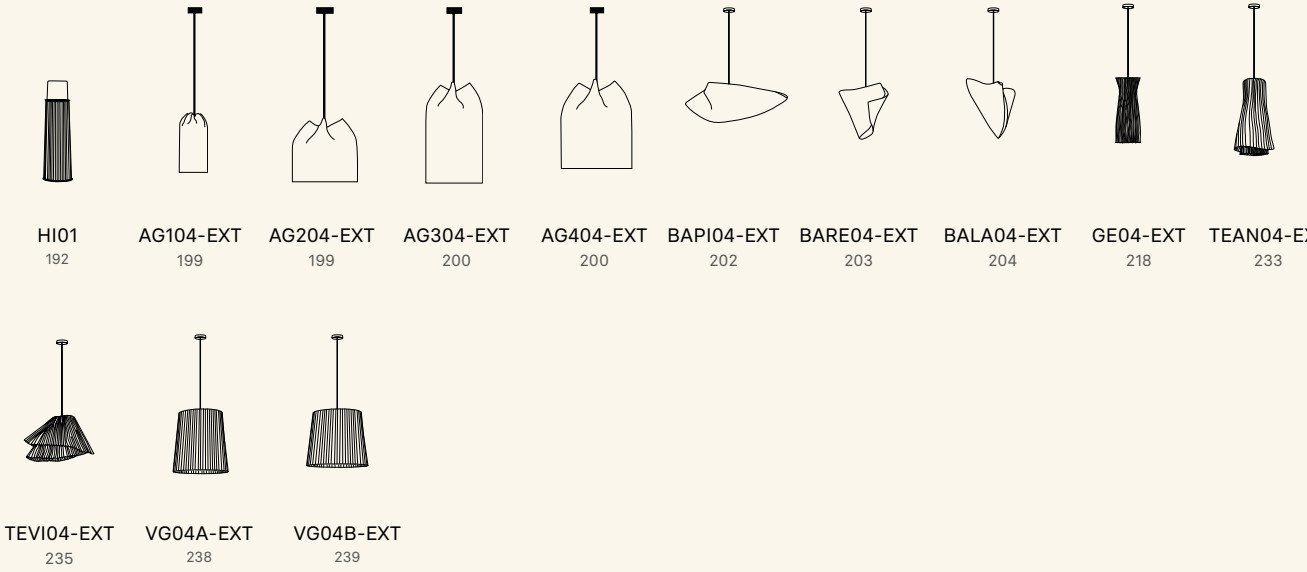 HI01 AG104-EXT AG204-EXT AG304-EXT AG404-EXT BAPI04-EXT BARE04-EXT BALA04-EXT GE04-EXT
192 199 199 200 200 202 203 204 218 233
TEVI04-EXT VG04A-EXT VG04B-EXT
235 238 239